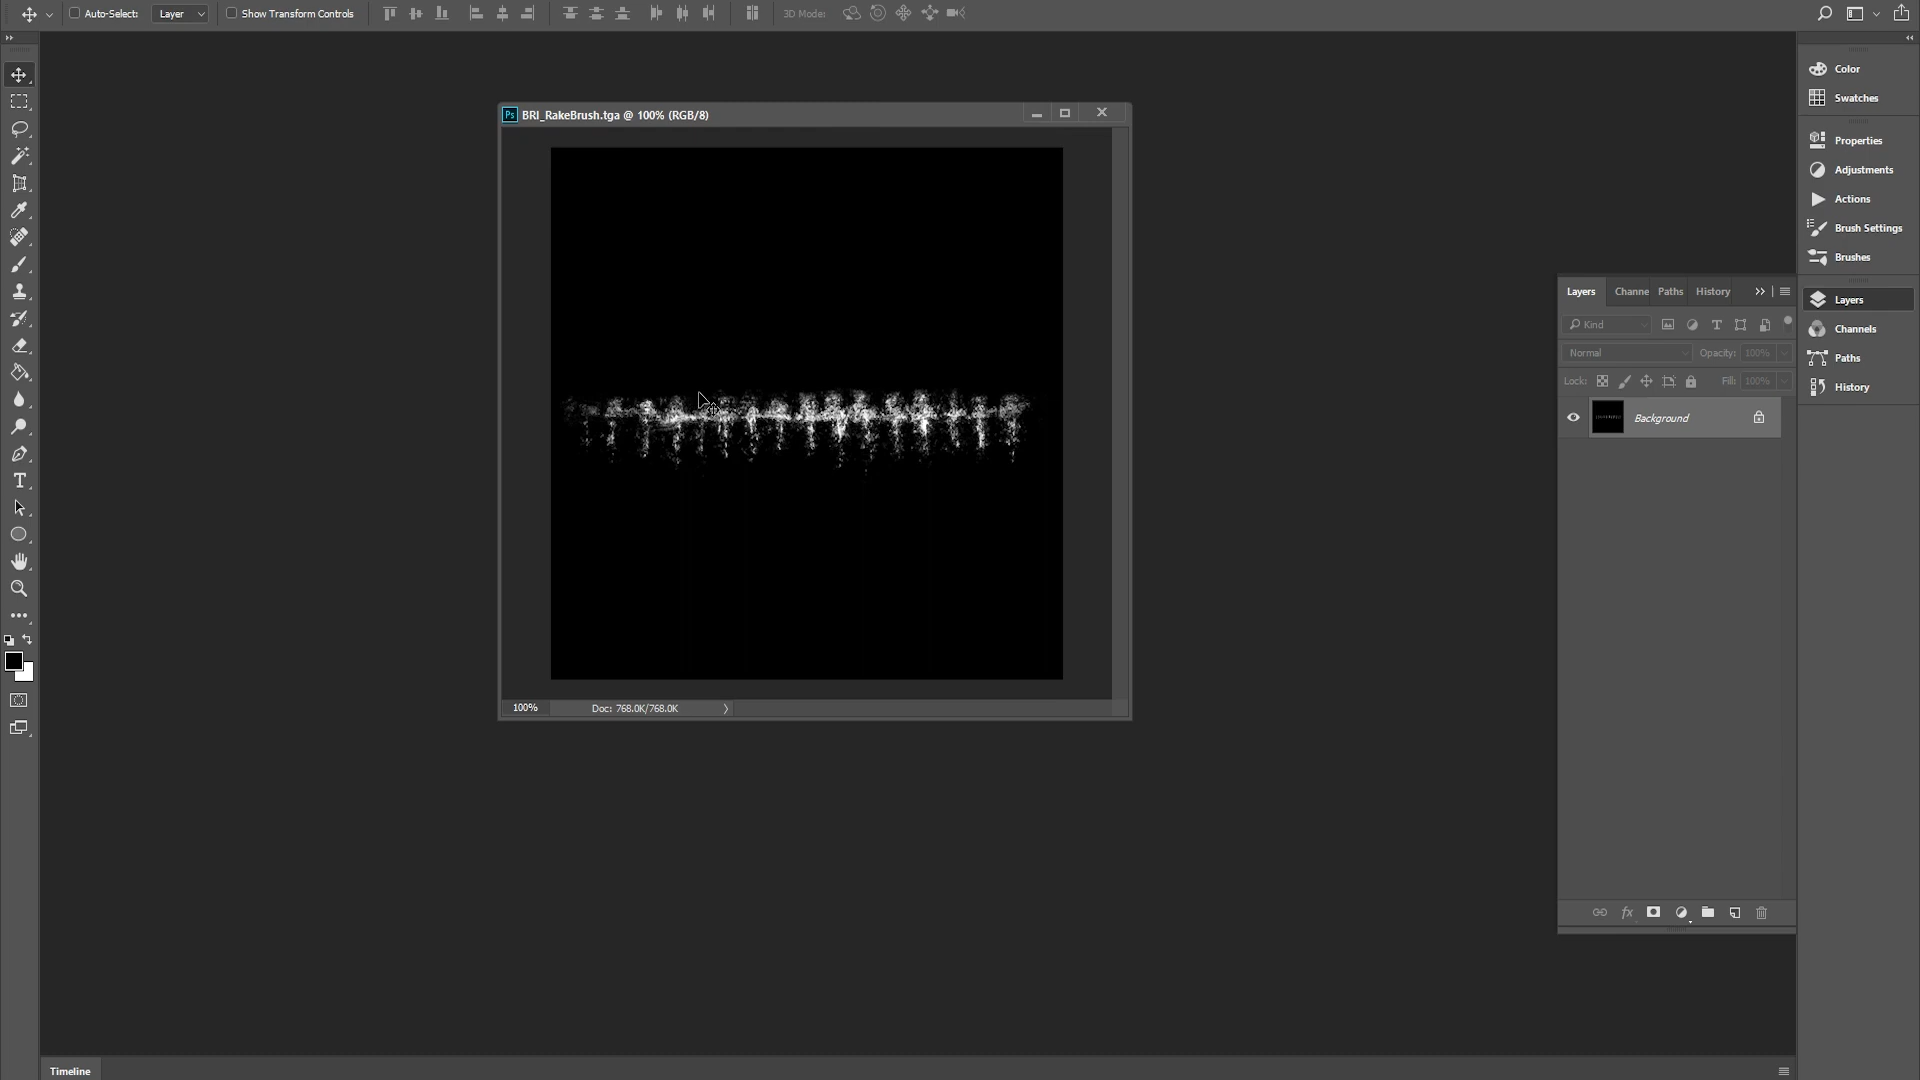 Auto-Select:
Layer
Show Transform Controls
3D Mode:
Ps BRI_RakeBrush.tga @ 100% (RGB/8)
100%
Doc: 768.0K/768.0K
T
Layers
Channe
Paths
History
Kind
T
Normal
Opacity: 100%
Lock:
Fill: 100%
Background
fx
Color
Swatches
Properties
Adjustments
Actions
Brush Settings
Brushes
Layers
Channels
Paths
History
Timeline